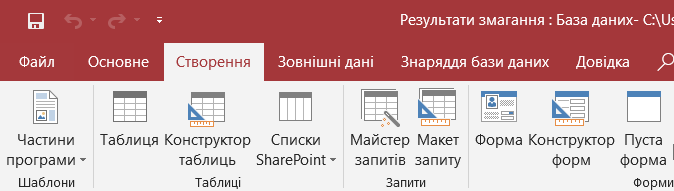 Результати змагання : База даних- C:\Us
Файл Основне Створення Зовнішні дані Знаряддя бази даних Довідка
Частини програми
Таблиця
Конструктор таблиць
Списки SharePoint
Майстер запитів
Макет запиту
Форма
Конструктор форм
Пуста форма
Шаблони Таблиці Запити Форми